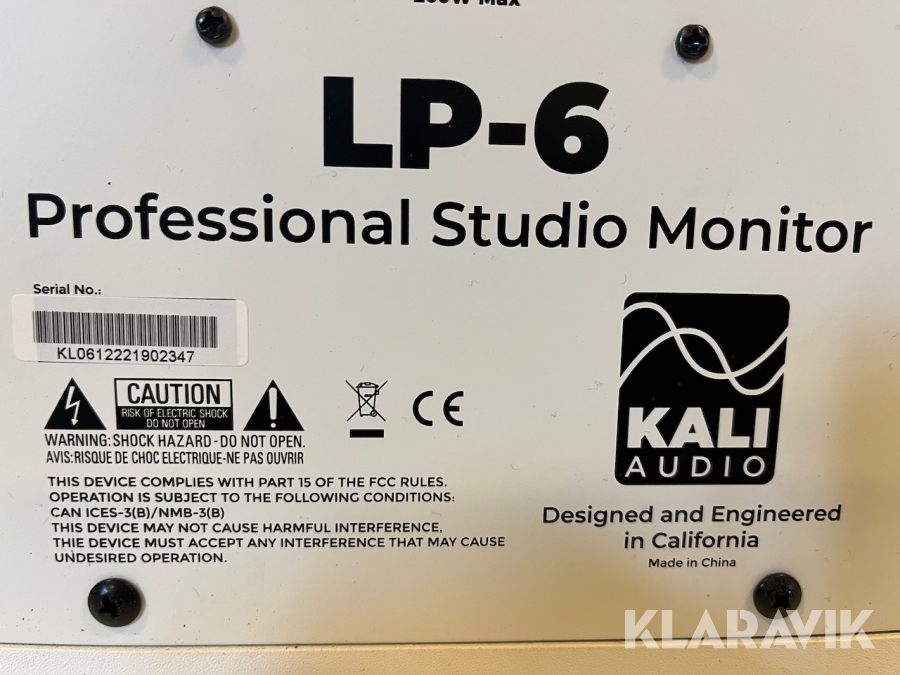 200W Max
LP-6
Professional Studio Monitor
Serial No.:
KL0612221902347
CAUTION
RISK OF ELECTRIC SHOCK
DO NOT OPEN
WARNING: SHOCK HAZARD - DO NOT OPEN.
AVIS: RISQUE DE CHOC ELECTRIQUE-NE PAS OUVRIR
CE
THIS DEVICE COMPLIES WITH PART 15 OF THE FCC RULES.
OPERATION IS SUBJECT TO THE FOLLOWING CONDITIONS:
CAN ICES-3(B)/NMB-3(B)
THIS DEVICE MAY NOT CAUSE HARMFUL INTERFERENCE,
THIE DEVICE MUST ACCEPT ANY INTERFERENCE THAT MAY CAUSE
UNDESIRED OPERATION.
KALI
AUDIO
Designed and Engineered
in California
Made in China
KLARAVIK